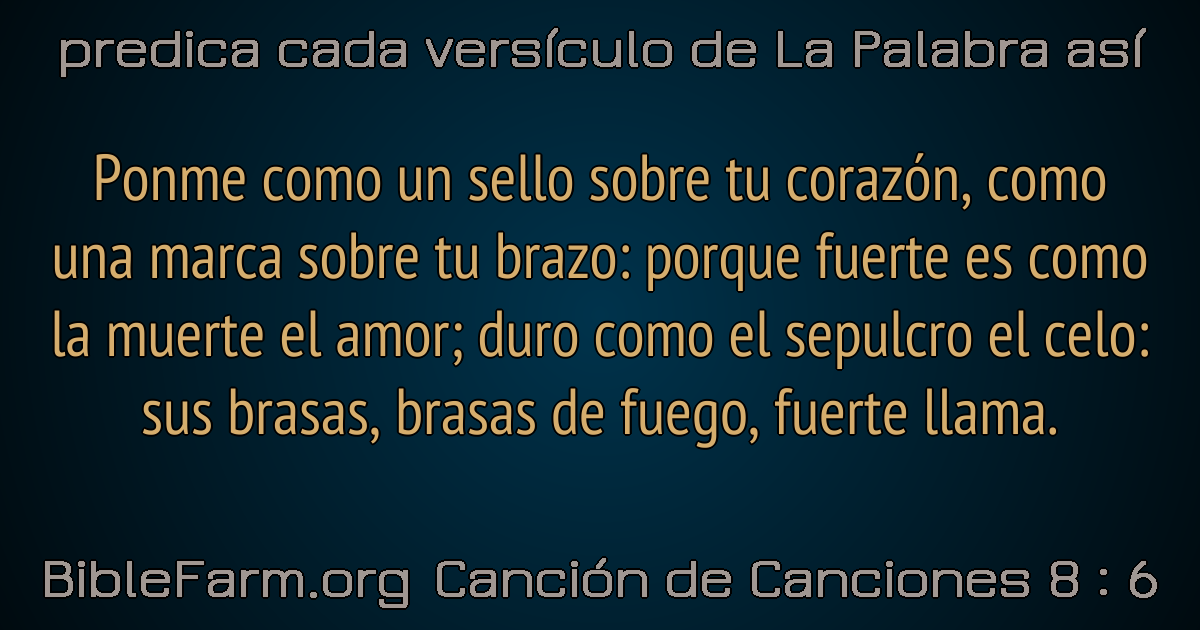 predica cada versículo de La Palabra así
Ponme como un sello sobre tu corazón, como
una marca sobre tu brazo: porque fuerte es como
la muerte el amor; duro como el sepulcro el celo:
sus brasas, brasas de fuego, fuerte llama.
BibleFarm.org Canción de Canciones 8 : 6